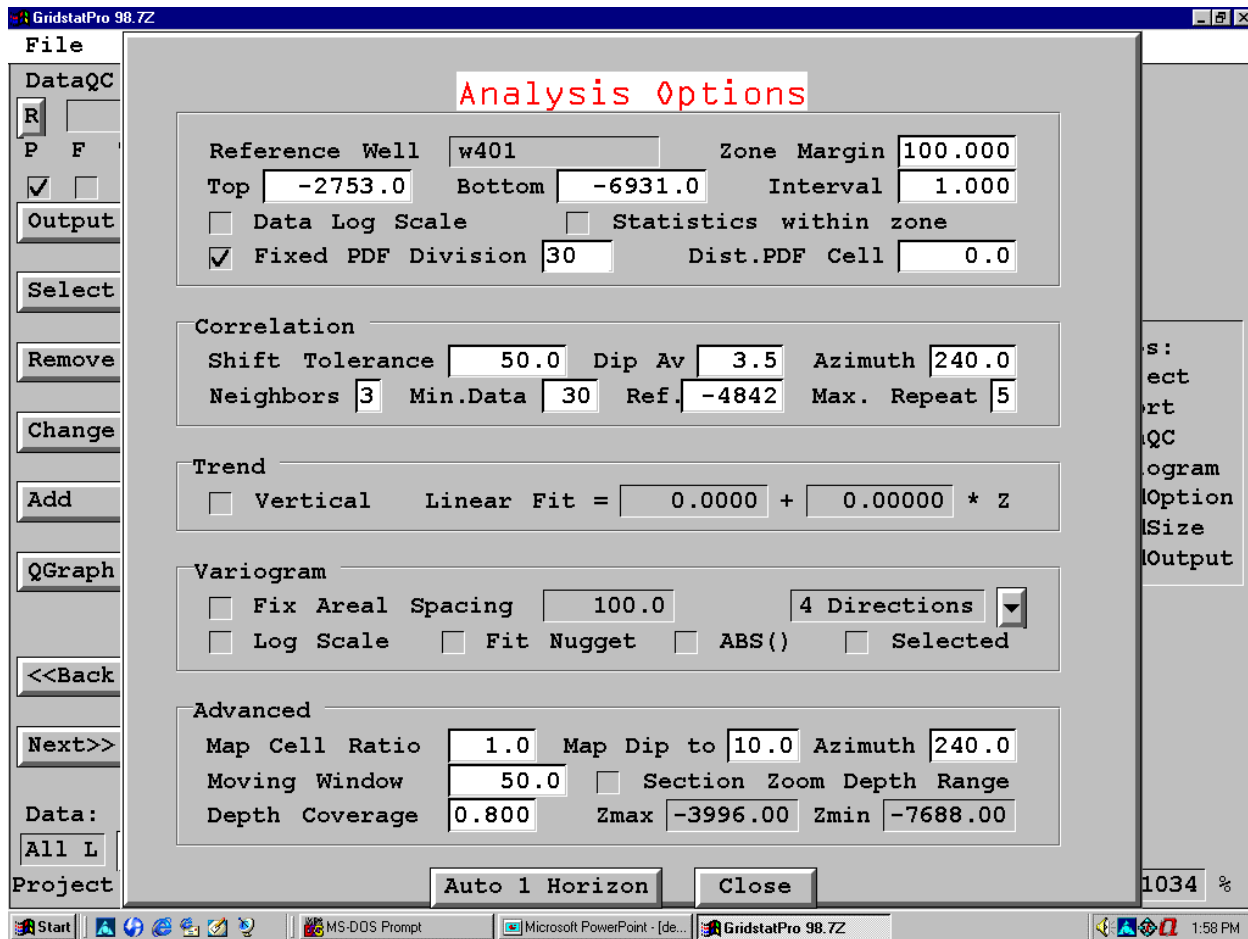 GridstatPro 98.7Z
File
DataQC
R
P F
Output
Select
Remove
Change
Add
QGraph
<<Back
Next>>
Data:
All L
Project
Analysis Options
Reference Well w401 Zone Margin 100.000
Top -2753.0 Bottom -6931.0 Interval 1.000
Data Log Scale Statistics within zone
Fixed PDF Division 30 Dist.PDF Cell 0.0
Correlation
Shift Tolerance 50.0 Dip Av 3.5 Azimuth 240.0
Neighbors 3 Min.Data 30 Ref. -4842 Max. Repeat 5
Trend
Vertical Linear Fit = 0.0000 + 0.00000 * Z
Variogram
Fix Areal Spacing 100.0 4 Directions
Log Scale Fit Nugget ABS() Selected
Advanced
Map Cell Ratio 1.0 Map Dip to 10.0 Azimuth 240.0
Moving Window 50.0 Section Zoom Depth Range
Depth Coverage 0.800 Zmax -3996.00 Zmin -7688.00
Auto 1 Horizon Close
s:
ect
rt
QC
ogram
Option
Size
Output
1034 %
Start MS-DOS Prompt Microsoft PowerPoint - [de... GridstatPro 98.7Z 1:58 PM